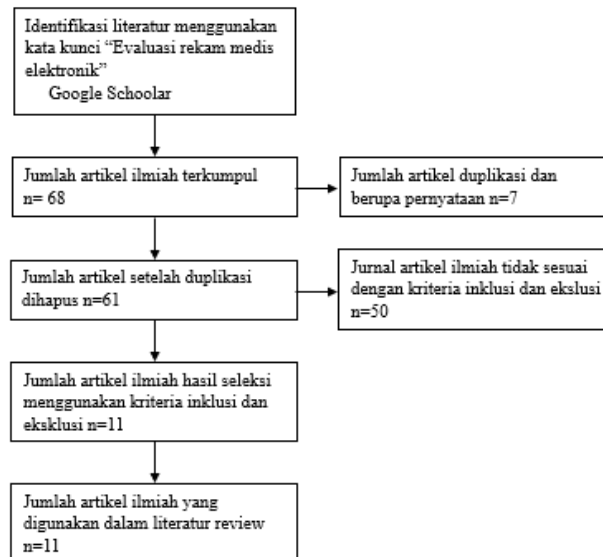 Identifikasi literatur menggunakan
kata kunci “Evaluasi rekam medis
elektronik”
Google Schoolar
Jumlah artikel ilmiah terkumpul
n= 68
Jumlah artikel duplikasi dan
berupa pernyataan n=7
Jumlah artikel setelah duplikasi
dihapus n=61
Jurnal artikel ilmiah tidak sesuai
dengan kriteria inklusi dan ekslusi
n=50
Jumlah artikel ilmiah hasil seleksi
menggunakan kriteria inklusi dan
eksklusi n=11
Jumlah artikel ilmiah yang
digunakan dalam literatur review
n=11